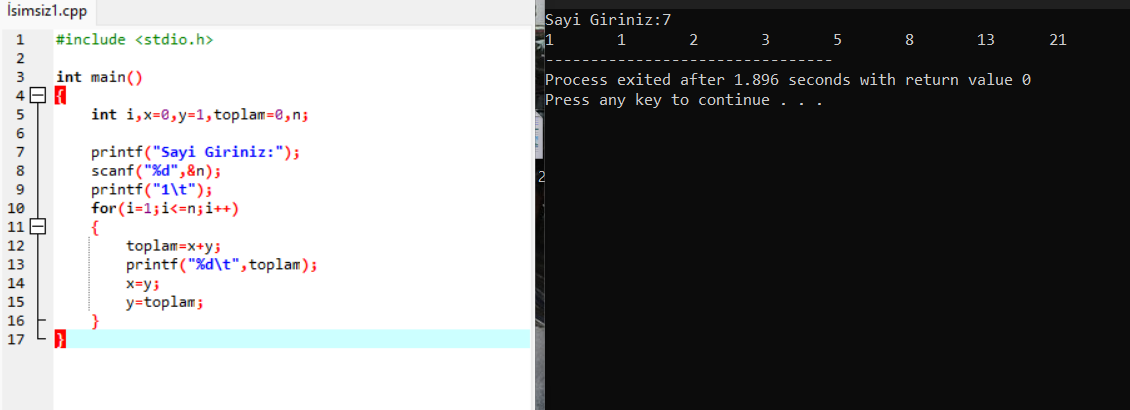 İsimsiz1.cpp
1 #include <stdio.h>
2
3 int main()
4 {
5 int i,x=0,y=1,toplam=0,n;
6
7 printf("Sayi Giriniz:");
8 scanf("%d",&n);
9 printf("1\t");
10 for(i=1;i<=n;i++)
11 {
12 toplam=x+y;
13 printf("%d\t",toplam);
14 x=y;
15 y=toplam;
16 }
17 }
Sayi Giriniz:7
1 1 2 3 5 8 13 21
--------------------------------
Process exited after 1.896 seconds with return value 0
Press any key to continue . . .